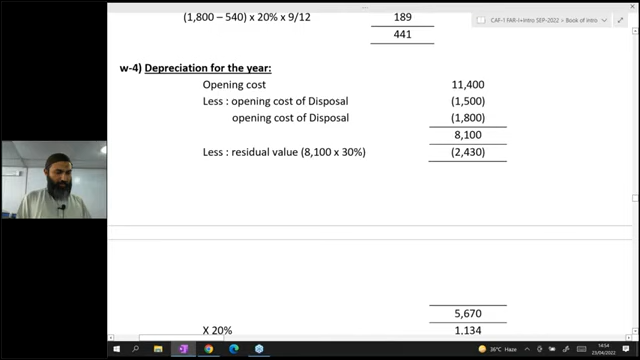 CAF-1 FAR-I+Intro SEP-2022 > Book of intro
(1,800 – 540) x 20% x 9/12 189
441
w-4) Depreciation for the year:
Opening cost 11,400
Less : opening cost of Disposal (1,500)
opening cost of Disposal (1,800)
8,100
Less : residual value (8,100 x 30%) (2,430)
5,670
X 20% 1,134
36°C Haze
14:54
23/04/2022